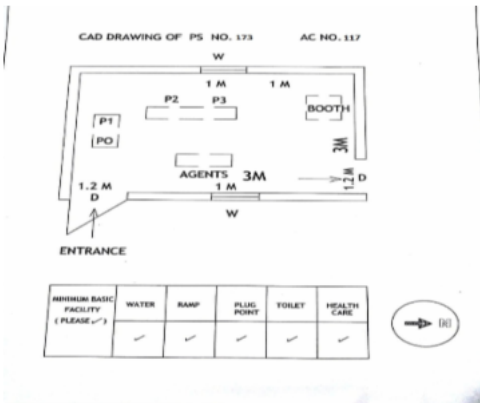 CAD DRAWING OF PS NO. 173 AC NO. 117
W
1 M 1 M
P2 P3
BOOTH
P1
PO
3M
AGENTS 3M
1.2 M 1 M 1.2 M D
D
W
ENTRANCE
MINIMUM BASIC FACILITY ( PLEASE ✓ ) WATER RAMP PLUG POINT TOILET HEALTH CARE
✓ ✓ ✓ ✓ ✓